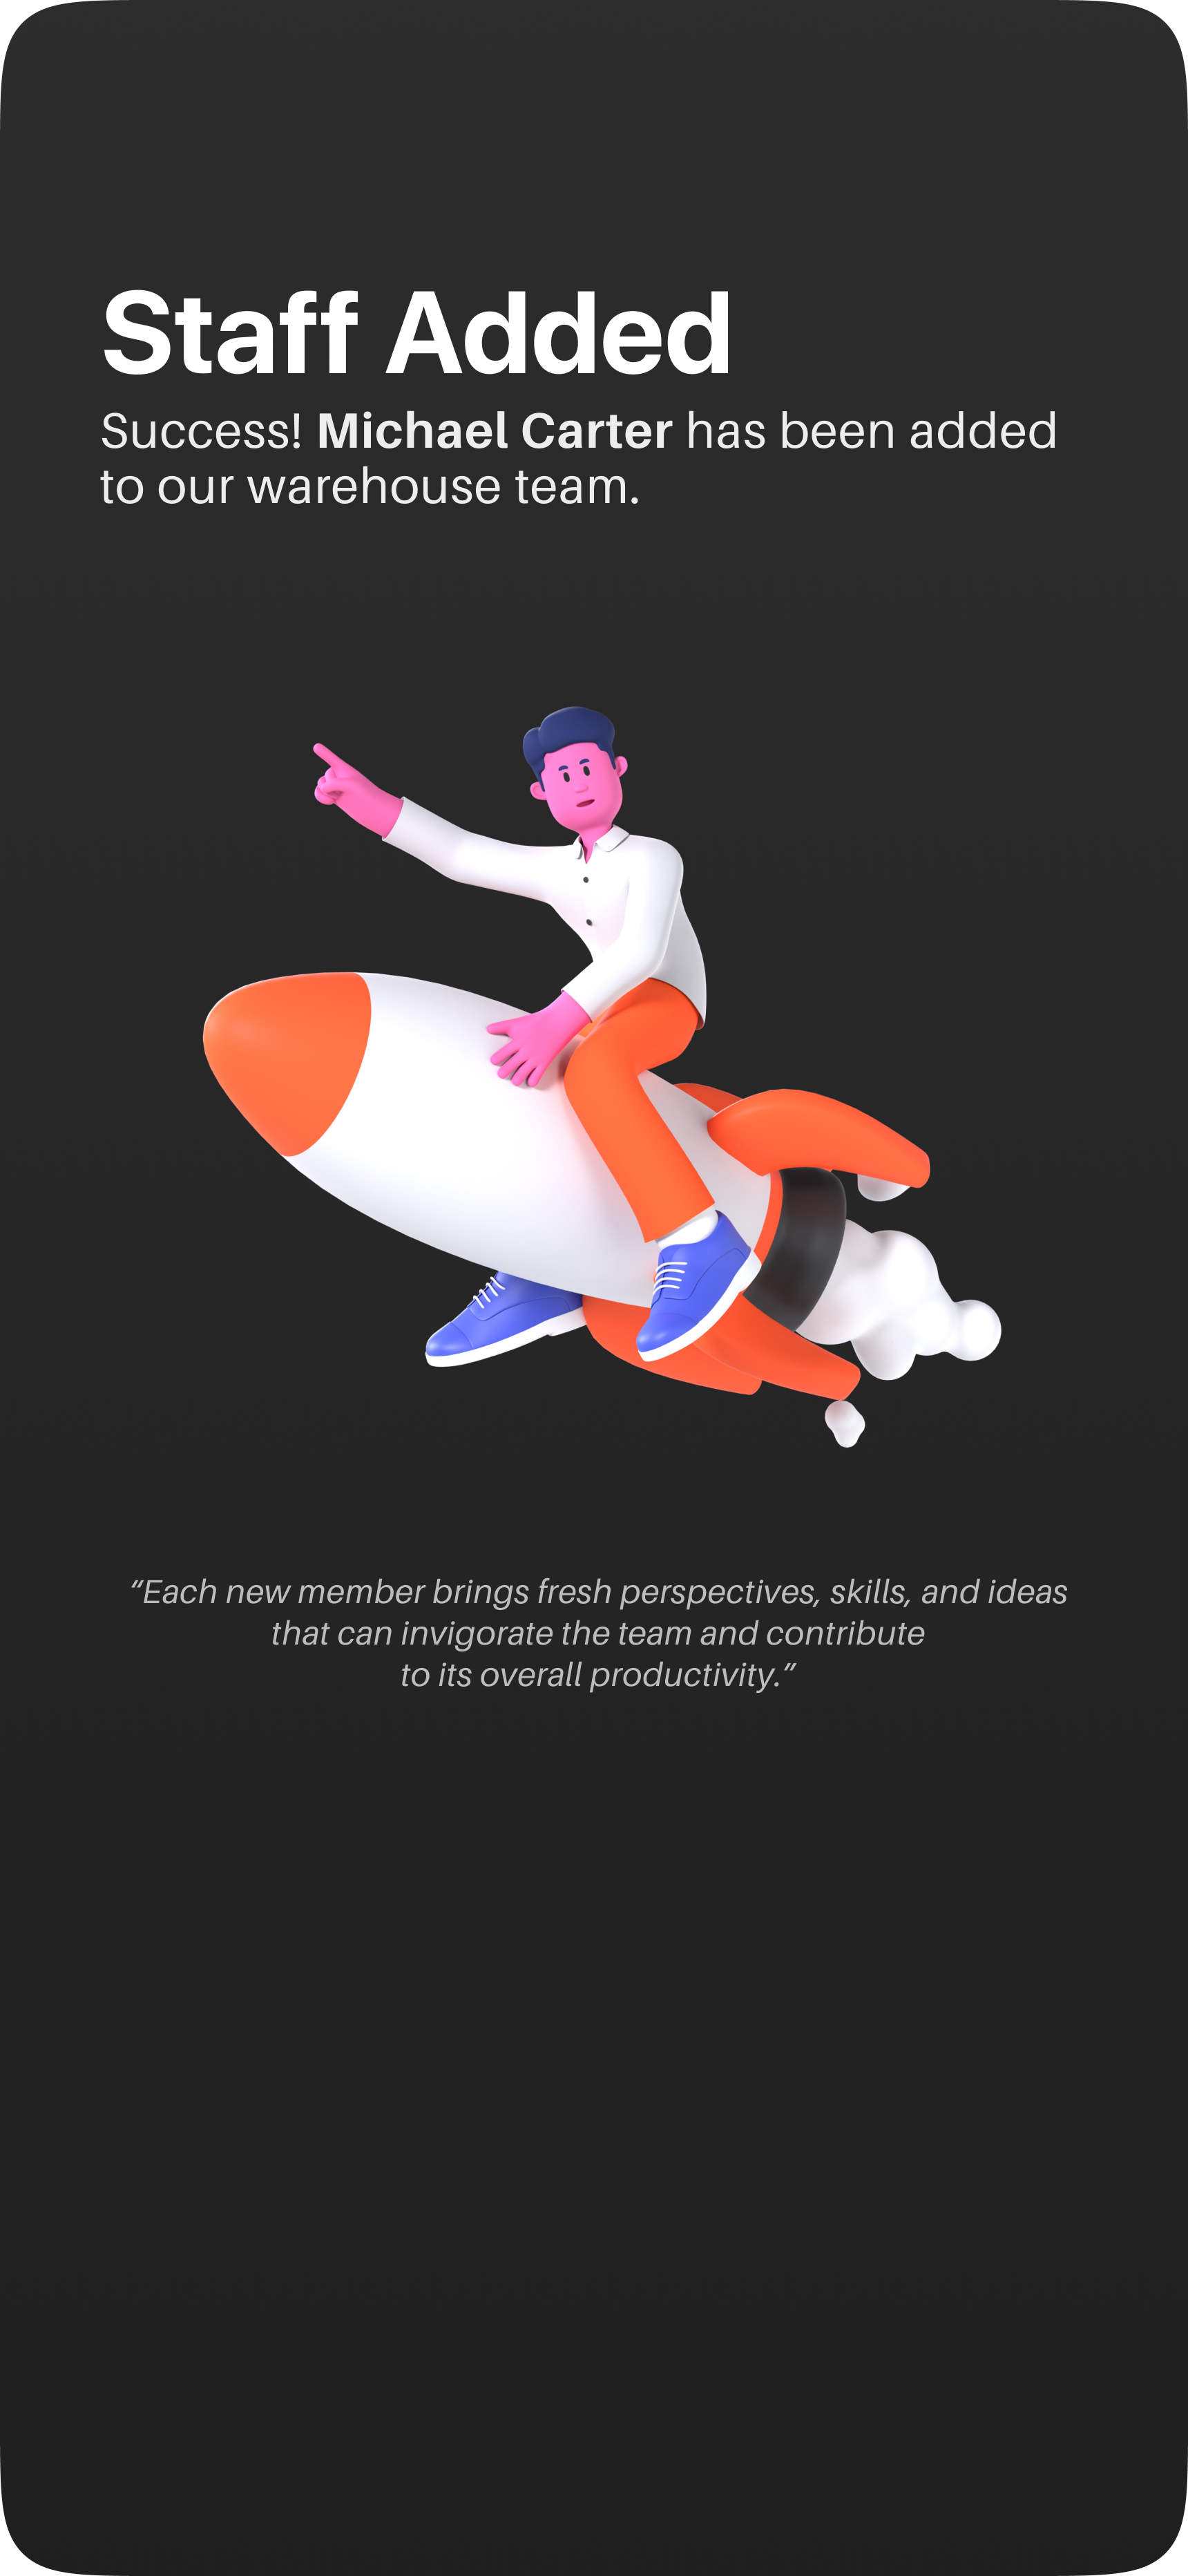 Staff Added
Success! Michael Carter has been added
to our warehouse team.
“Each new member brings fresh perspectives, skills, and ideas
that can invigorate the team and contribute
to its overall productivity.”